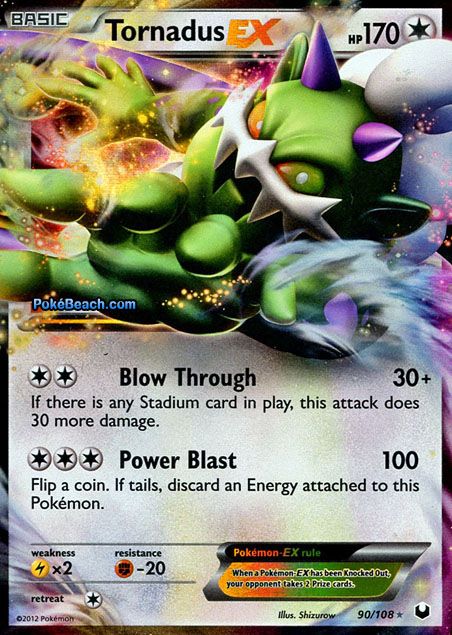 BASIC
Tornadus EX HP 170
PokéBeach.com
Blow Through 30+
If there is any Stadium card in play, this attack does
30 more damage.
Power Blast 100
Flip a coin. If tails, discard an Energy attached to this
Pokémon.
weakness resistance
×2 -20
retreat
Pokémon-EX rule
When a Pokémon-EX has been Knocked Out,
your opponent takes 2 Prize cards.
©2012 Pokémon Illus. Shizurow 90/108